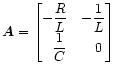 A = [ -R/L  -1/L
1/C  0 ]